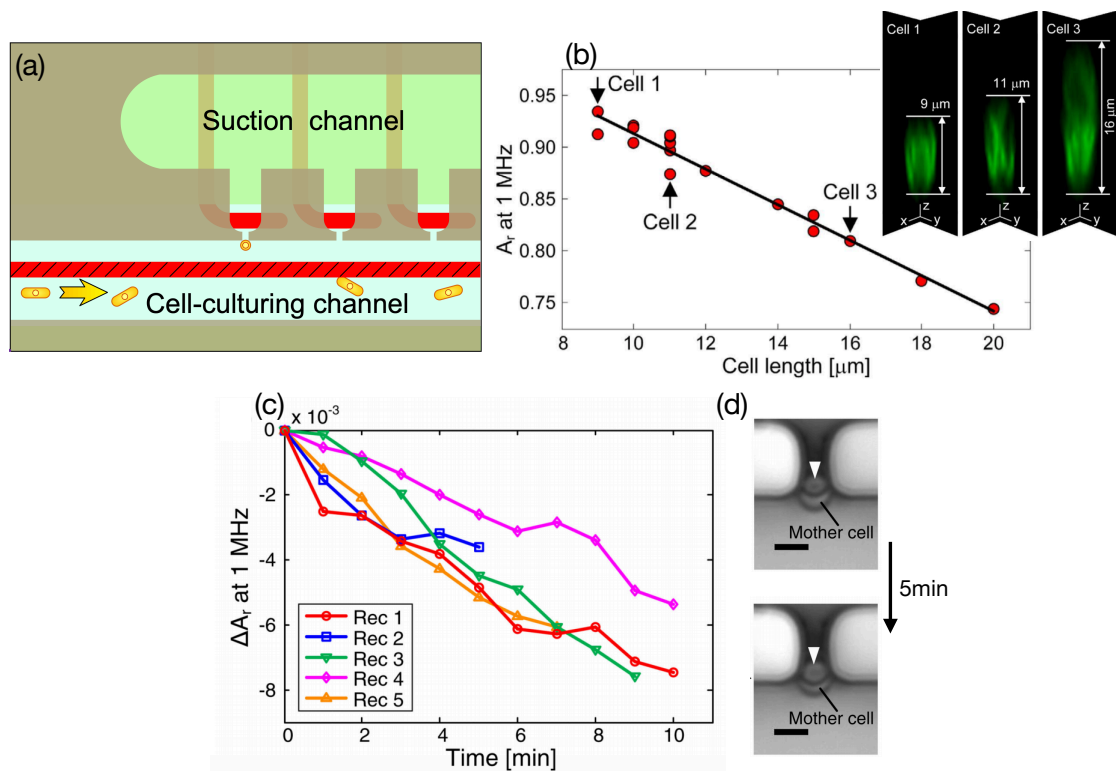 (a)
Suction channel
Cell-culturing channel
(b)
A_r at 1 MHz
0.95
0.90
0.85
0.80
0.75
8 10 12 14 16 18 20
Cell length [μm]
Cell 1
Cell 2
Cell 3
Cell 1
9 μm
z
x y
Cell 2
11 μm
z
x y
Cell 3
16 μm
z
x y
(c)
x 10⁻³
0
-2
-4
-6
-8
ΔA_r at 1 MHz
Rec 1
Rec 2
Rec 3
Rec 4
Rec 5
0 2 4 6 8 10
Time [min]
(d)
Mother cell
5min
Mother cell